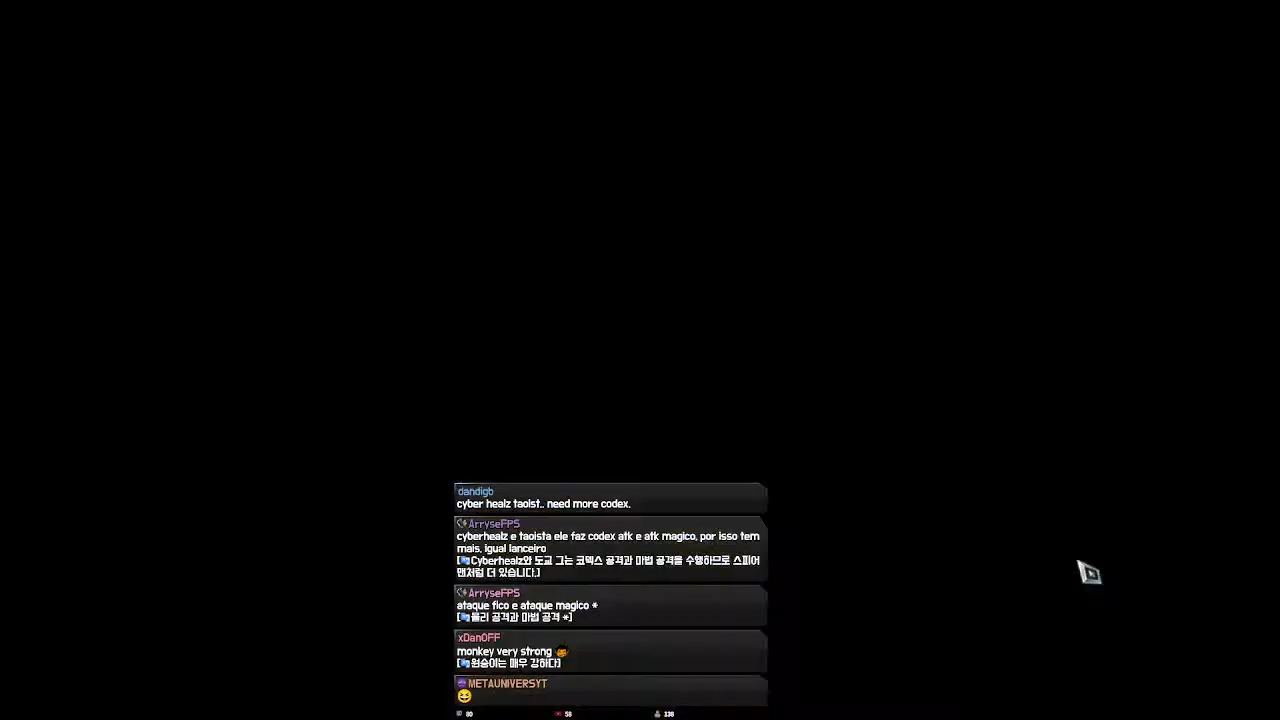 dandigb
cyber healz taoist.. need more codex.
ArryseFPS
cyberhealz e taoista ele faz codex atk e atk magico, por isso tem
mais, igual lanceiro
[Cyberhealz와 도교 그는 코덱스 공격과 마법 공격을 수행하므로 스피어
맨처럼 더 있습니다.]
ArryseFPS
ataque fico e ataque magico *
[물리 공격과 마법 공격 *]
xDanOFF
monkey very strong
[원숭이는 매우 강하다]
METAUNIVERSYT
80 58 138